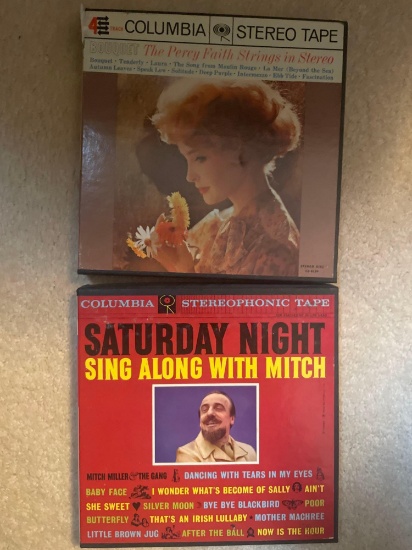 4 TRACK COLUMBIA STEREO TAPE
BOUQUET The Percy Faith Strings in Stereo
Bouquet · Tenderly · Laura · The Song from Moulin Rouge · La Mer (Beyond the Sea)
Autumn Leaves · Speak Low · Solitude · Deep Purple · Intermezzo · Ebb Tide · Fascination
COLUMBIA STEREOPHONIC TAPE
SATURDAY NIGHT
SING ALONG WITH MITCH
MITCH MILLER & THE GANG DANCING WITH TEARS IN MY EYES
BABY FACE I WONDER WHAT'S BECOME OF SALLY AIN'T
SHE SWEET SILVER MOON BYE BYE BLACKBIRD POOR
BUTTERFLY THAT'S AN IRISH LULLABY MOTHER MACHREE
LITTLE BROWN JUG AFTER THE BALL NOW IS THE HOUR